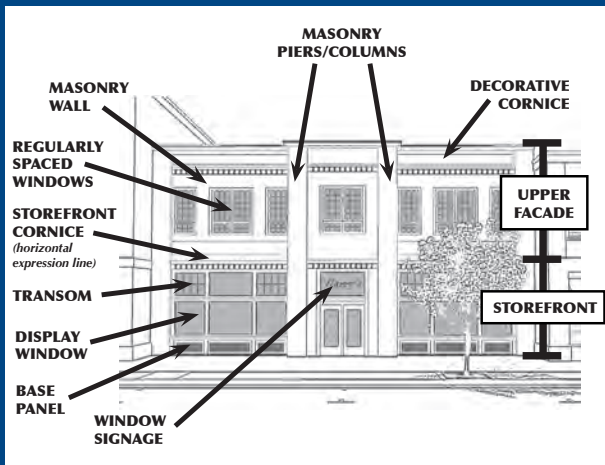 MASONRY
PIERS/COLUMNS
MASONRY
WALL
DECORATIVE
CORNICE
REGULARLY
SPACED
WINDOWS
UPPER
FACADE
STOREFRONT
CORNICE
(horizontal
expression line)
TRANSOM
STOREFRONT
DISPLAY
WINDOW
BASE
PANEL
WINDOW
SIGNAGE